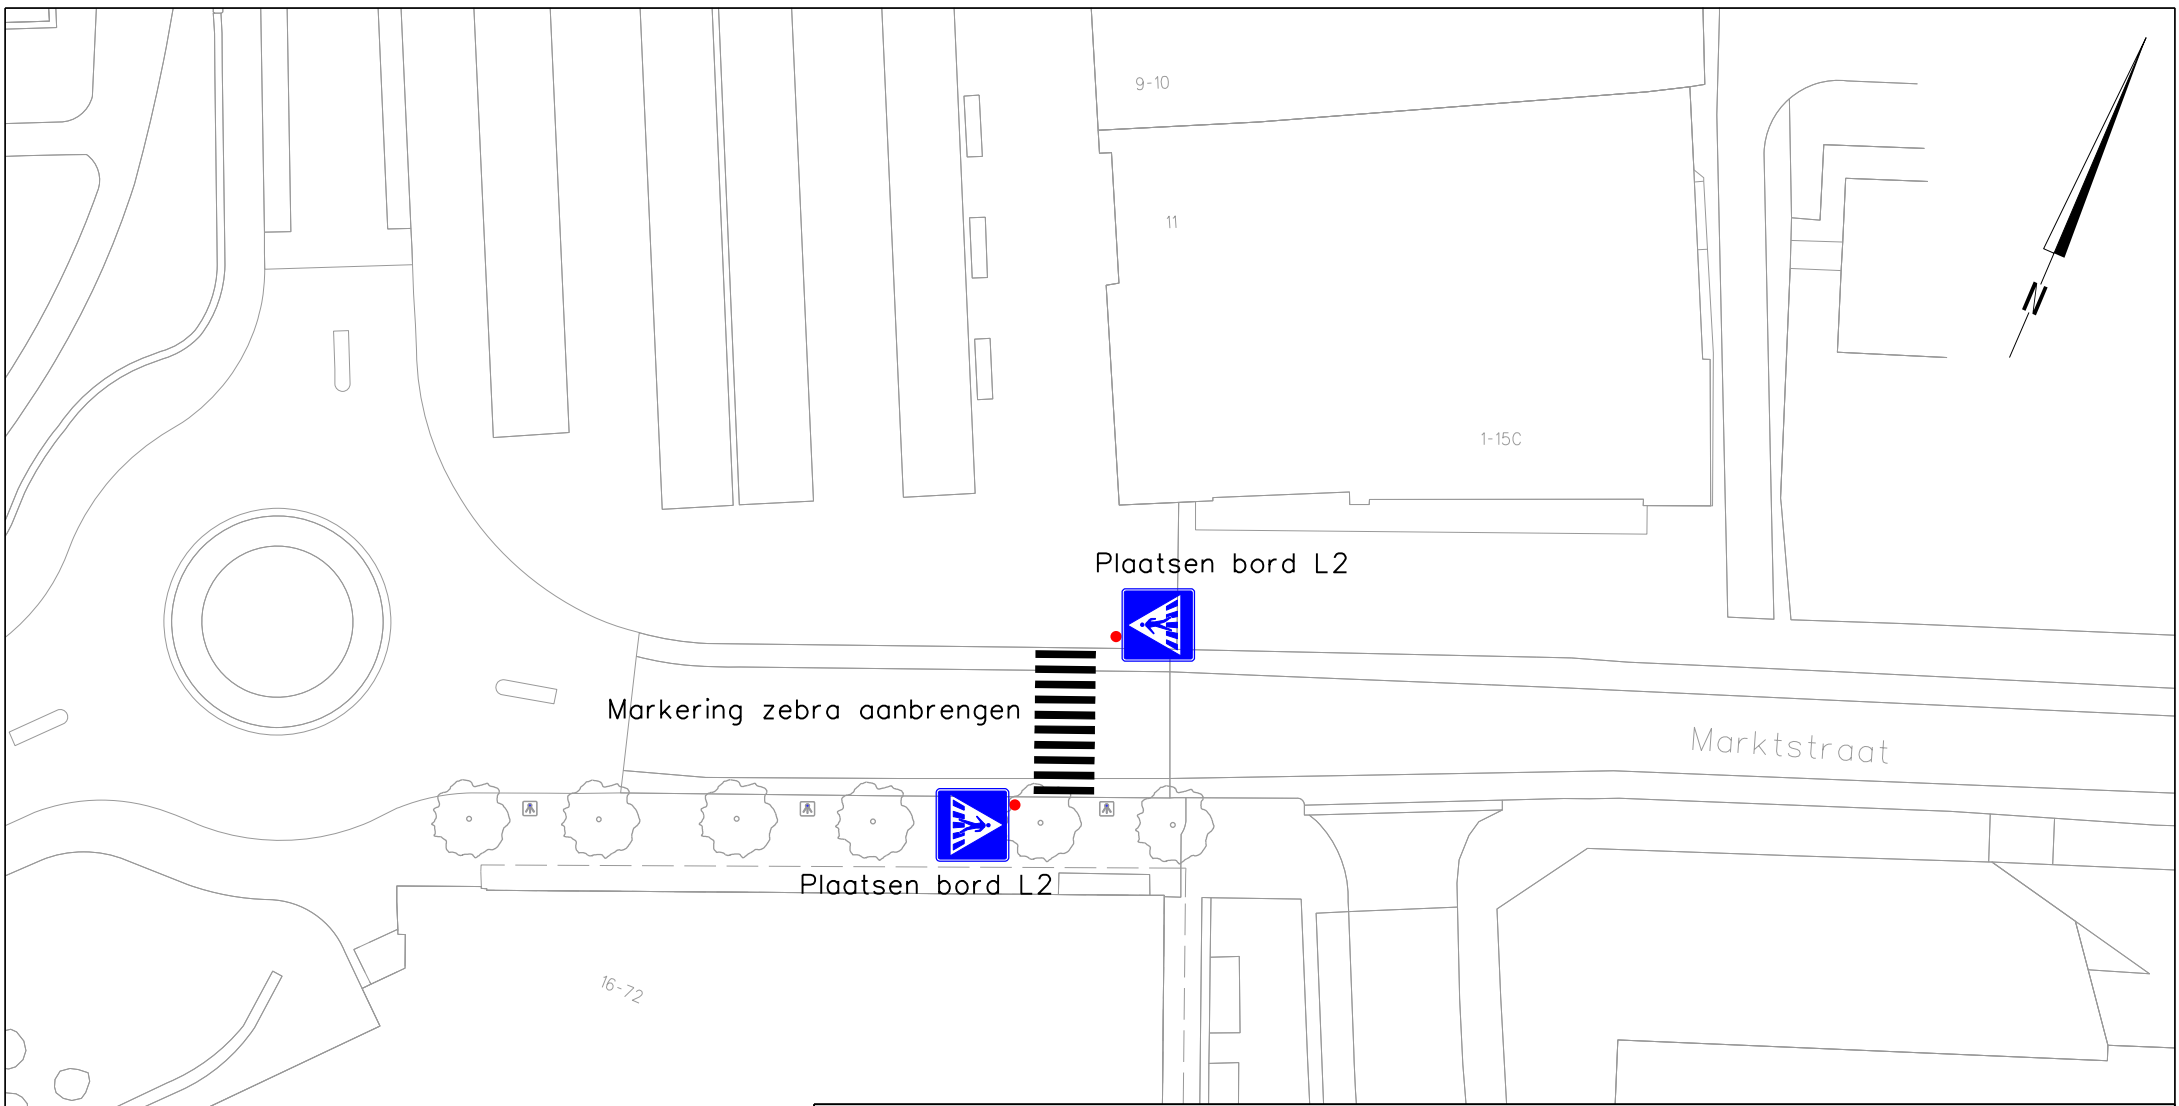 9-10
11
N
1-15C
Plaatsen bord L2
Markering zebra aanbrengen
Marktstraat
Plaatsen bord L2
16-72